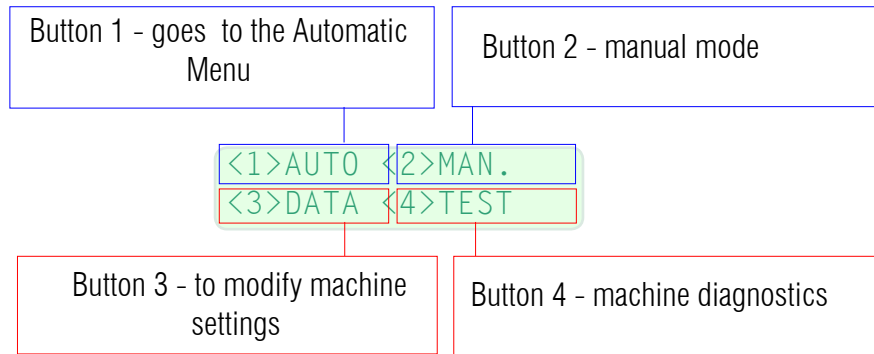 Button 1 - goes to the Automatic
Menu
Button 2 - manual mode
<1>AUTO <2>MAN.
<3>DATA <4>TEST
Button 3 - to modify machine
settings
Button 4 - machine diagnostics